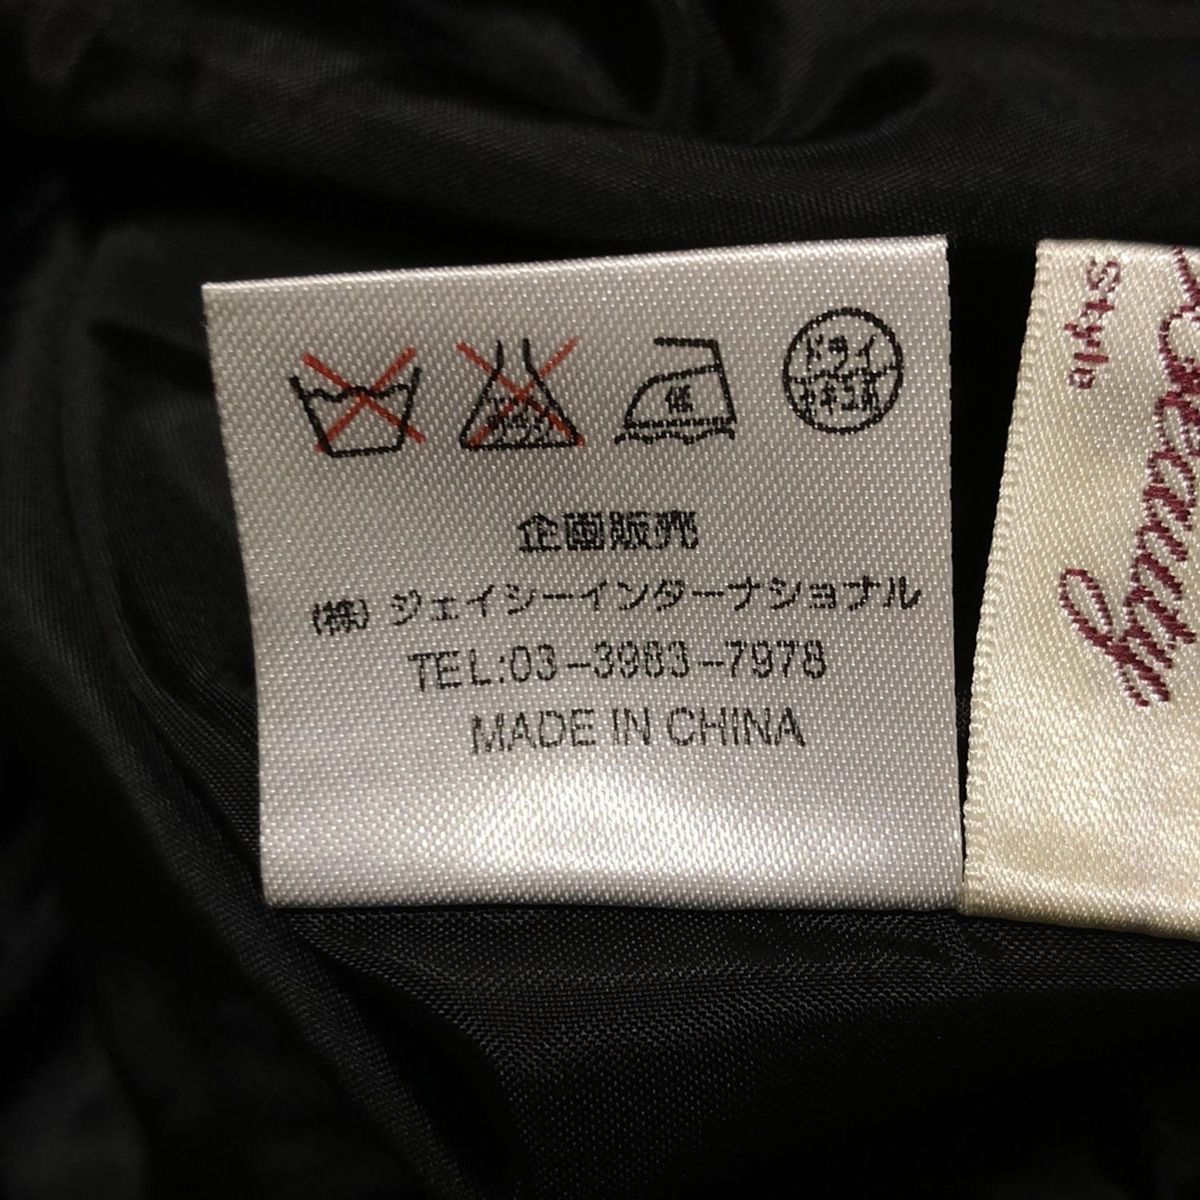 低
ドライ
セキユ系
企画販売
(株) ジェイシーインターナショナル
TEL:03-3983-7978
MADE IN CHINA
Style
Beauty